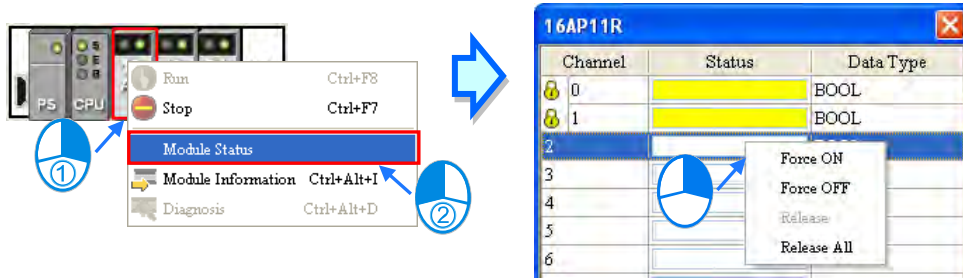 PS
CPU
S
E
B
Run Ctrl+F8
Stop Ctrl+F7
Module Status
Module Information Ctrl+Alt+I
Diagnosis Ctrl+Alt+D
1
2
16AP11R
Channel Status Data Type
0 BOOL
1 BOOL
2
3
4
5
6
Force ON
Force OFF
Release
Release All